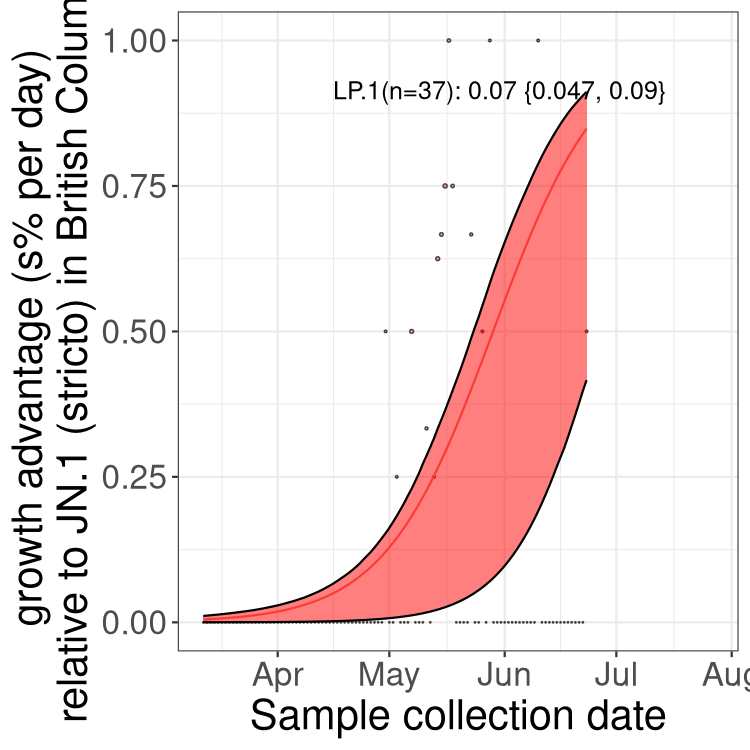 growth advantage (s% per day)
relative to JN.1 (stricto) in British Colum
1.00
0.75
0.50
0.25
0.00
LP.1(n=37): 0.07 {0.047, 0.09}
Apr May Jun Jul Aug
Sample collection date